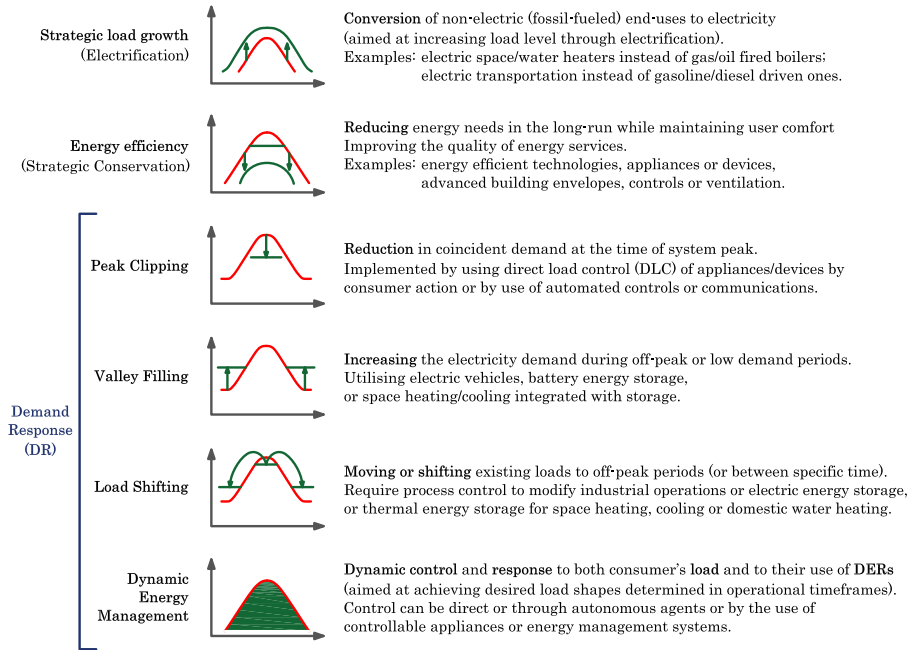 Strategic load growth
(Electrification)
Conversion of non-electric (fossil-fueled) end-uses to electricity
(aimed at increasing load level through electrification).
Examples: electric space/water heaters instead of gas/oil fired boilers;
electric transportation instead of gasoline/diesel driven ones.
Energy efficiency
(Strategic Conservation)
Reducing energy needs in the long-run while maintaining user comfort
Improving the quality of energy services.
Examples: energy efficient technologies, appliances or devices,
advanced building envelopes, controls or ventilation.
Demand
Response
(DR)
Peak Clipping
Reduction in coincident demand at the time of system peak.
Implemented by using direct load control (DLC) of appliances/devices by
consumer action or by use of automated controls or communications.
Valley Filling
Increasing the electricity demand during off-peak or low demand periods.
Utilising electric vehicles, battery energy storage,
or space heating/cooling integrated with storage.
Load Shifting
Moving or shifting existing loads to off-peak periods (or between specific time).
Require process control to modify industrial operations or electric energy storage,
or thermal energy storage for space heating, cooling or domestic water heating.
Dynamic
Energy
Management
Dynamic control and response to both consumer's load and to their use of DERs
(aimed at achieving desired load shapes determined in operational timeframes).
Control can be direct or through autonomous agents or by the use of
controllable appliances or energy management systems.